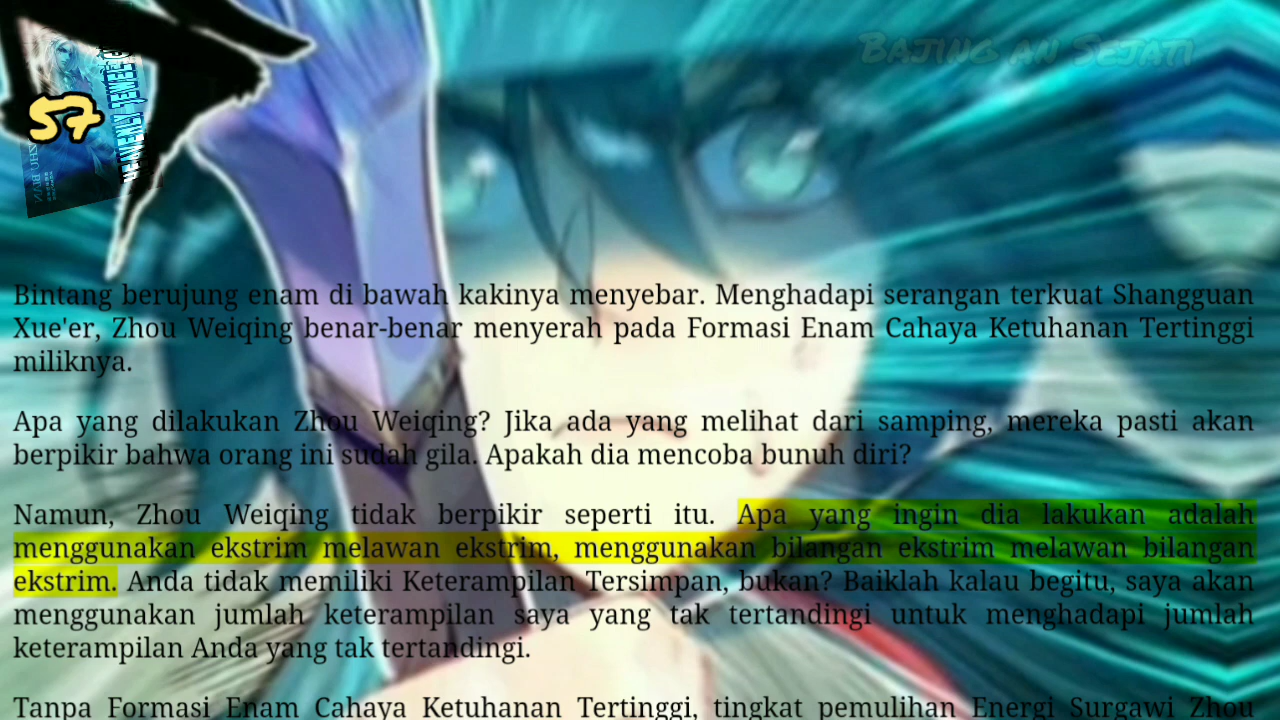 Bajing an Sejati
57
Bintang berujung enam di bawah kakinya menyebar. Menghadapi serangan terkuat Shangguan
Xue'er, Zhou Weiqing benar-benar menyerah pada Formasi Enam Cahaya Ketuhanan Tertinggi
miliknya.
Apa yang dilakukan Zhou Weiqing? Jika ada yang melihat dari samping, mereka pasti akan
berpikir bahwa orang ini sudah gila. Apakah dia mencoba bunuh diri?
Namun, Zhou Weiqing tidak berpikir seperti itu. Apa yang ingin dia lakukan adalah
menggunakan ekstrim melawan ekstrim, menggunakan bilangan ekstrim melawan bilangan
ekstrim. Anda tidak memiliki Keterampilan Tersimpan, bukan? Baiklah kalau begitu, saya akan
menggunakan jumlah keterampilan saya yang tak tertandingi untuk menghadapi jumlah
keterampilan Anda yang tak tertandingi.
Tanpa Formasi Enam Cahaya Ketuhanan Tertinggi, tingkat pemulihan Energi Surgawi Zhou